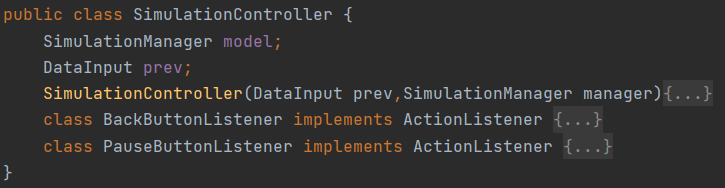 public class SimulationController {
    SimulationManager model;
    DataInput prev;
    SimulationController(DataInput prev,SimulationManager manager){...}
    class BackButtonListener implements ActionListener {...}
    class PauseButtonListener implements ActionListener {...}
}